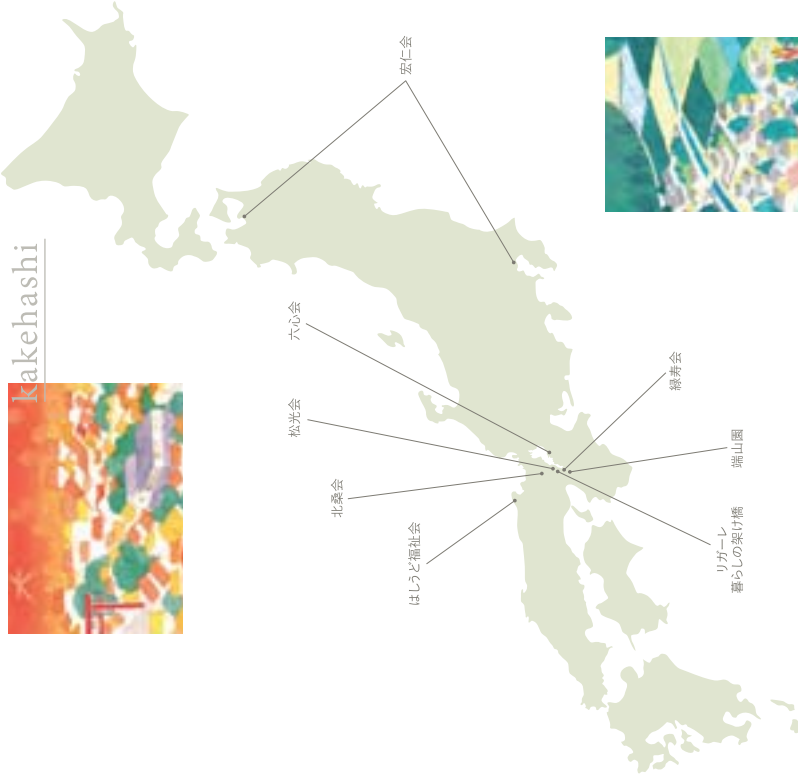 kakehashi
宏仁会
六心会
松光会
北桑会
はしうど福祉会
緑寿会
端山園
リガーレ
暮らしの架け橋